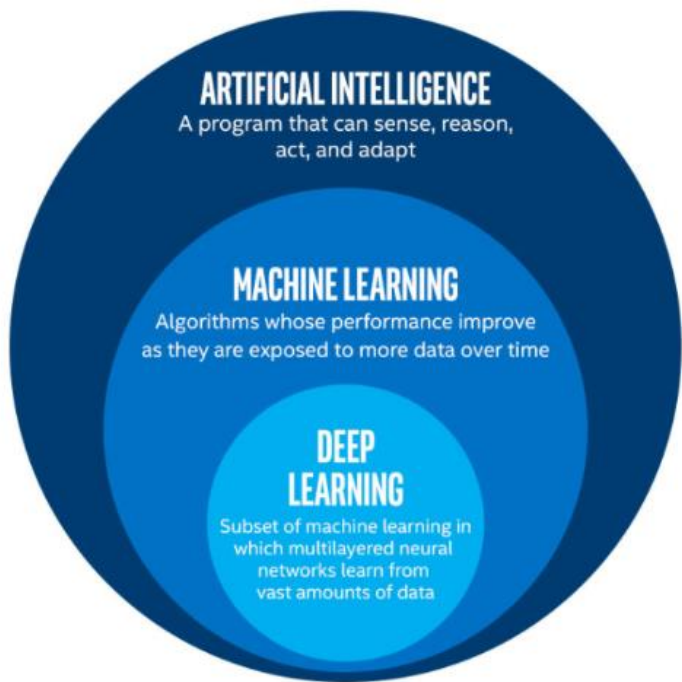 ARTIFICIAL INTELLIGENCE
A program that can sense, reason,
act, and adapt
MACHINE LEARNING
Algorithms whose performance improve
as they are exposed to more data over time
DEEP
LEARNING
Subset of machine learning in
which multilayered neural
networks learn from
vast amounts of data